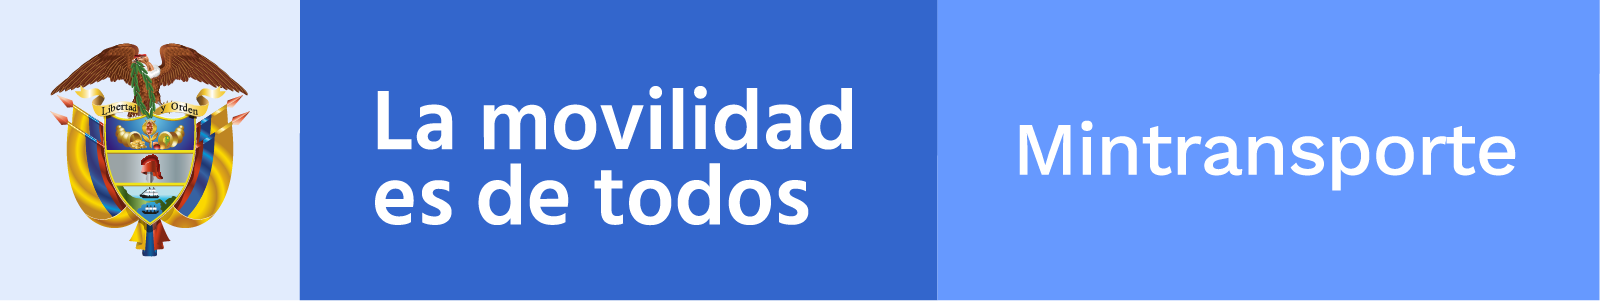 Libertad y Orden
La movilidad
es de todos
Mintransporte